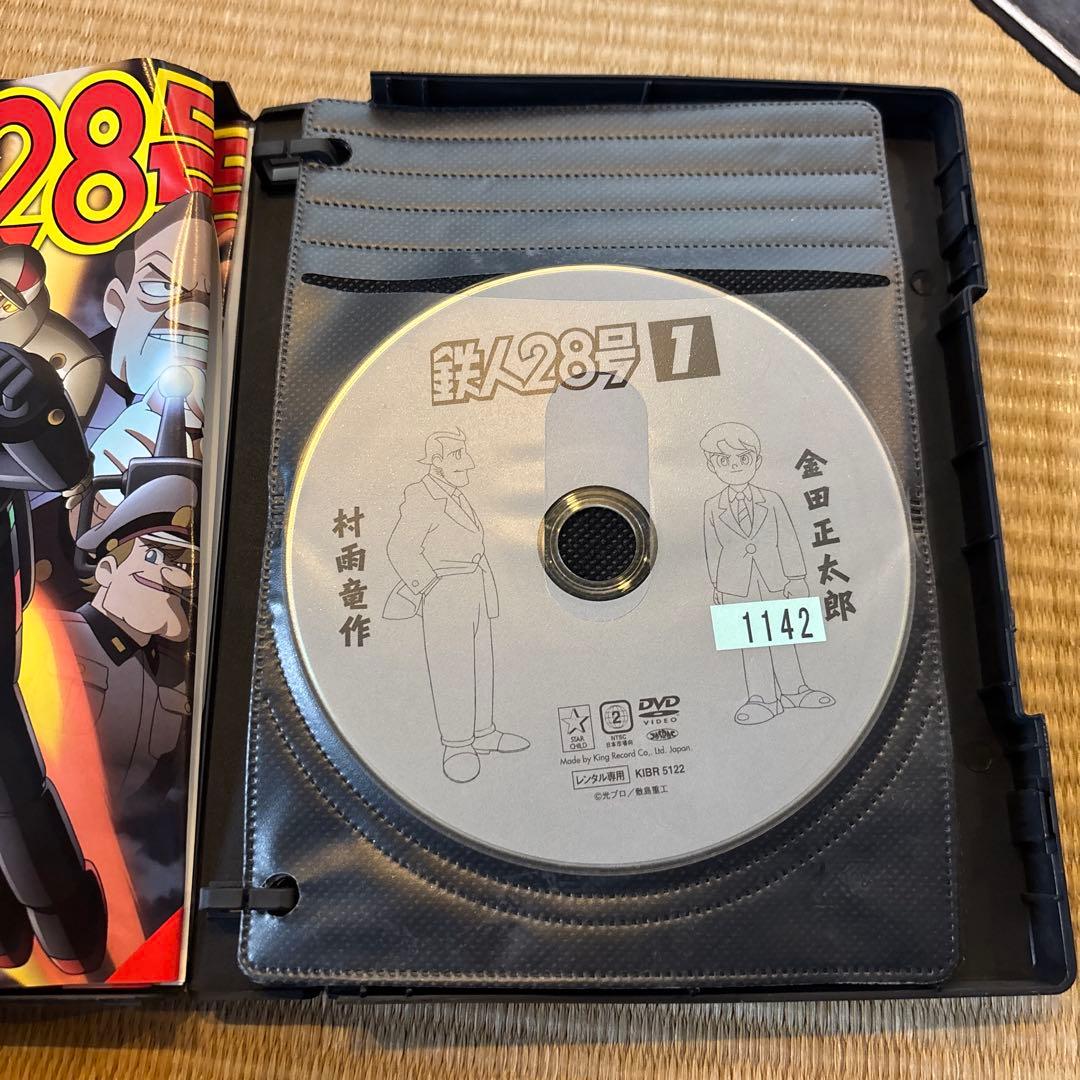 28号
鉄人28号 1
村雨竜作
金田正太郎
1142
STAR
CHILD
2
NTSC
日本市場向
DVD
VIDEO
Made by King Record Co,. Ltd. Japan.
レンタル専用 KIBR 5122
©光プロ/敷島重工